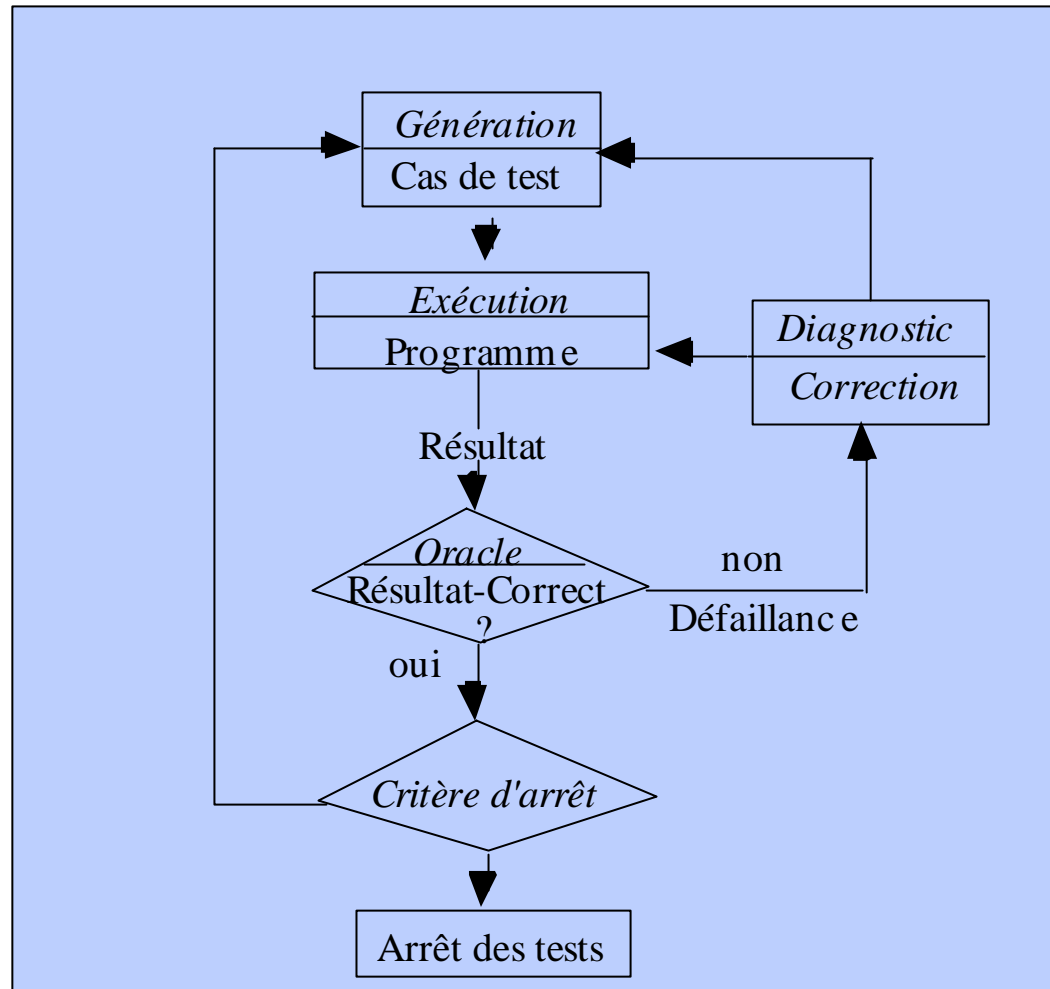 Génération
Cas de test
Exécution
Programme
Diagnostic
Correction
Résultat
Oracle
Résultat-Correct
?
non
Défaillance
oui
Critère d'arrêt
Arrêt des tests